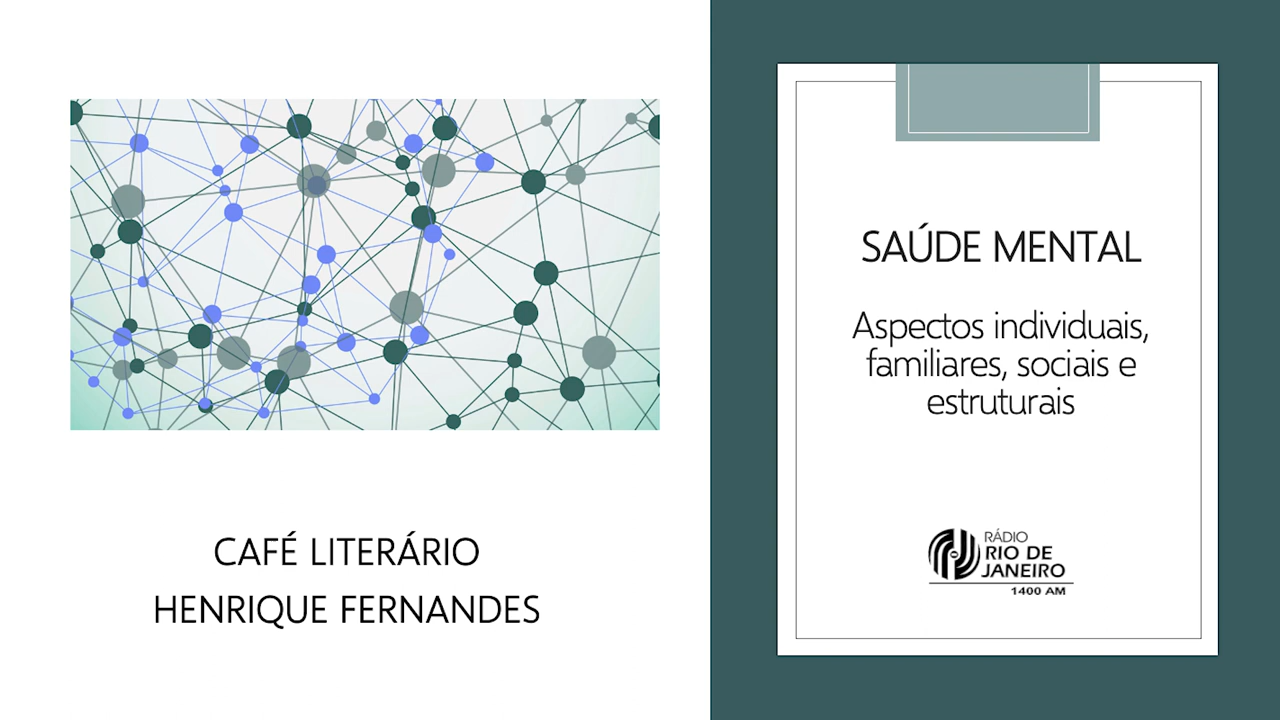 CAFÉ LITERÁRIO
HENRIQUE FERNANDES
SAÚDE MENTAL
Aspectos individuais,
familiares, sociais e
estruturais
RÁDIO
RIO DE
JANEIRO
1400 AM